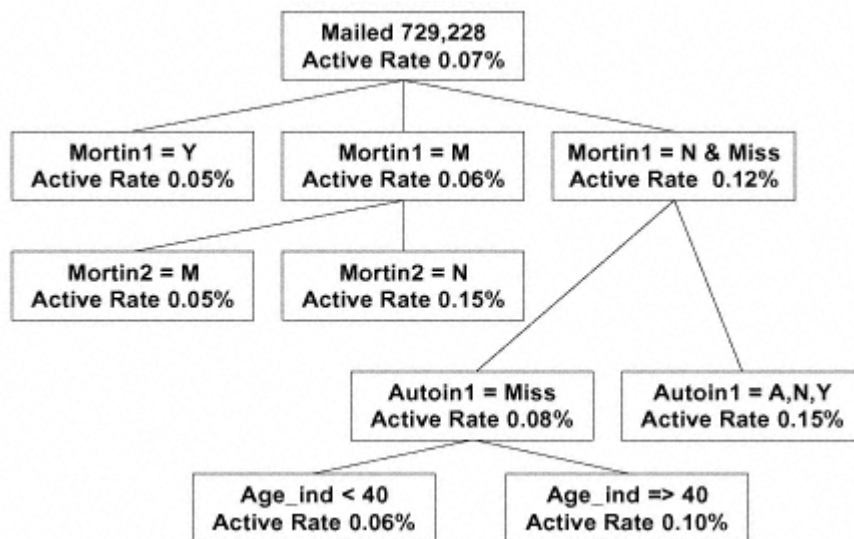 Mailed 729,228
Active Rate 0.07%
Mortin1 = Y
Active Rate 0.05%
Mortin1 = M
Active Rate 0.06%
Mortin1 = N & Miss
Active Rate 0.12%
Mortin2 = M
Active Rate 0.05%
Mortin2 = N
Active Rate 0.15%
Autoin1 = Miss
Active Rate 0.08%
Autoin1 = A,N,Y
Active Rate 0.15%
Age_ind < 40
Active Rate 0.06%
Age_ind => 40
Active Rate 0.10%